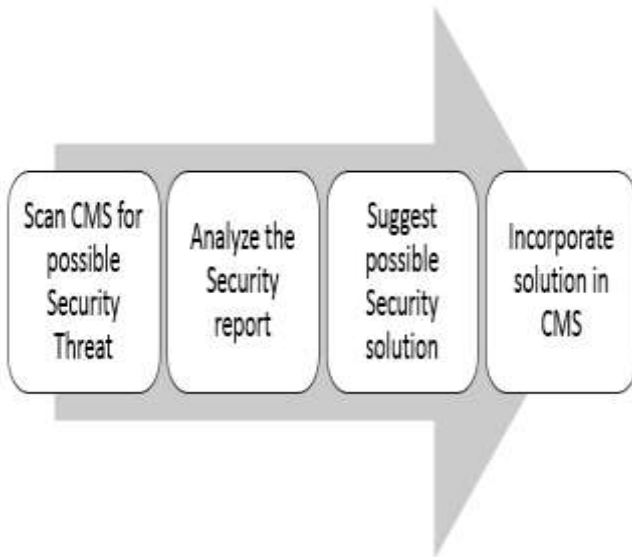 Scan CMS for
possible
Security
Threat
Analyze the
Security
report
Suggest
possible
Security
solution
Incorporate
solution in
CMS